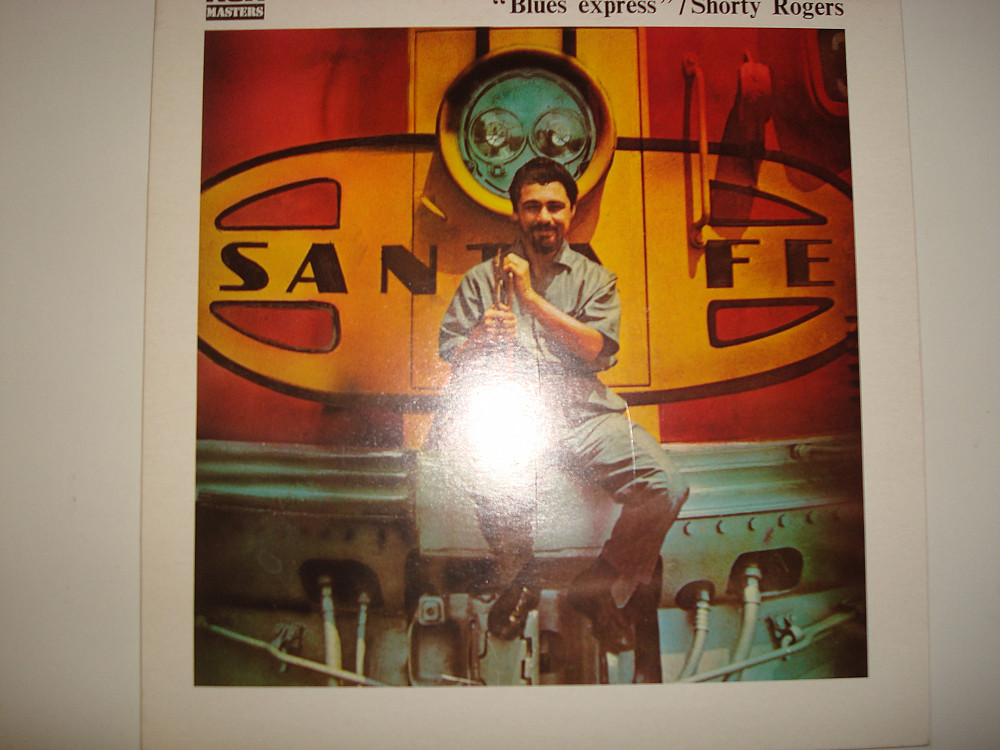 MASTERS
"Blues express" / Shorty Rogers
SANTA FE